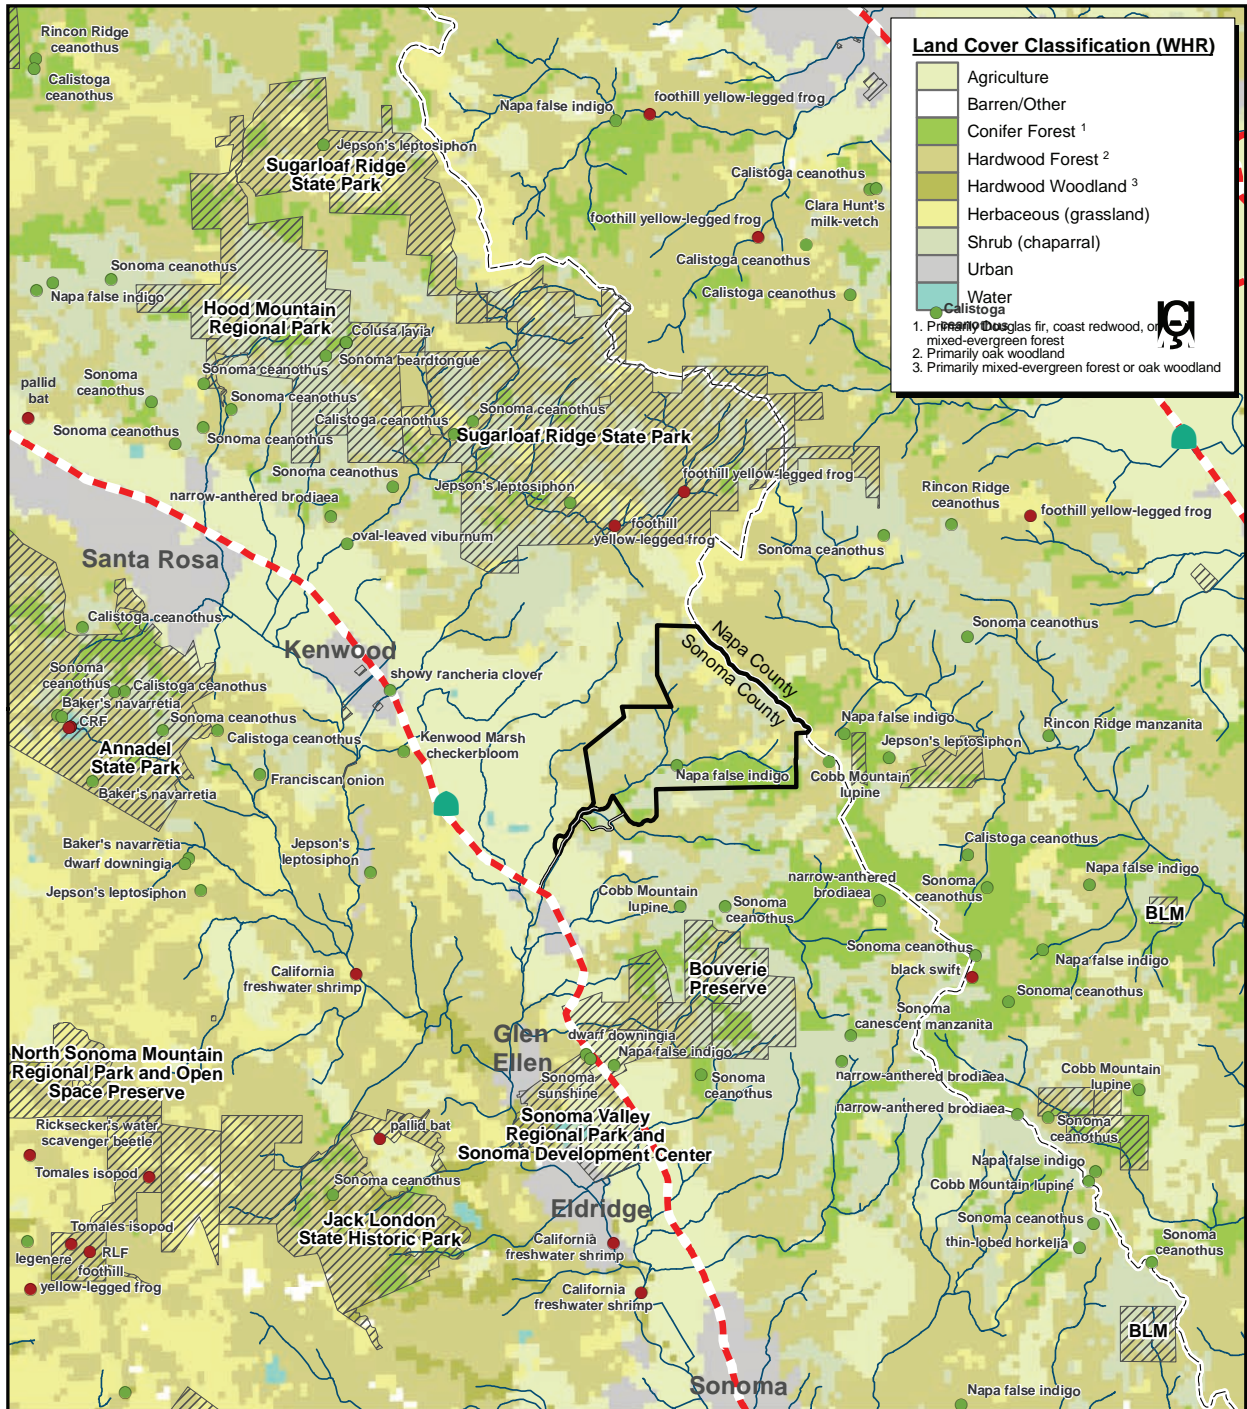 Land Cover Classification (WHR)
Agriculture
Barren/Other
Conifer Forest 1
Hardwood Forest 2
Hardwood Woodland 3
Herbaceous (grassland)
Shrub (chaparral)
Urban
Water
1. Primarily Douglas fir, coast redwood, or
mixed-evergreen forest
2. Primarily oak woodland
3. Primarily mixed-evergreen forest or oak woodland
Calistoga
ceanothus
Rincon Ridge
ceanothus
Calistoga
ceanothus
Napa false indigo
foothill yellow-legged frog
Jepson's leptosiphon
Sugarloaf Ridge
State Park
Calistoga ceanothus
Clara Hunt's
milk-vetch
foothill yellow-legged frog
Calistoga ceanothus
Calistoga ceanothus
Sonoma ceanothus
Napa false indigo
Hood Mountain
Regional Park
Colusa layia
Sonoma beardtongue
Sonoma ceanothus
Sonoma
ceanothus
pallid
bat
Sonoma ceanothus
Sonoma ceanothus
Calistoga ceanothus
Sonoma ceanothus
Sonoma ceanothus
Sugarloaf Ridge State Park
Sonoma ceanothus
foothill yellow-legged frog
Jepson's leptosiphon
narrow-anthered brodiaea
foothill
yellow-legged frog
oval-leaved viburnum
Rincon Ridge
ceanothus
foothill yellow-legged frog
Sonoma ceanothus
Santa Rosa
Calistoga ceanothus
Kenwood
Napa County
Sonoma County
Sonoma ceanothus
Sonoma
ceanothus
Calistoga ceanothus
showy rancheria clover
Baker's navarretia
CRF
Sonoma ceanothus
Calistoga ceanothus
Annadel
State Park
Kenwood Marsh
checkerbloom
Franciscan onion
Baker's navarretia
Napa false indigo
Napa false indigo
Jepson's leptosiphon
Rincon Ridge manzanita
Cobb Mountain
lupine
Baker's navarretia
dwarf downingia
Jepson's
leptosiphon
Jepson's leptosiphon
Calistoga ceanothus
narrow-anthered
brodiaea
Sonoma
ceanothus
Napa false indigo
BLM
Cobb Mountain
lupine
Sonoma
ceanothus
Sonoma ceanothus
black swift
Napa false indigo
California
freshwater shrimp
Bouverie
Preserve
Sonoma ceanothus
Sonoma
canescent manzanita
Glen
Ellen
dwarf downingia
Napa false indigo
Sonoma
sunshine
Sonoma
ceanothus
narrow-anthered brodiaea
Cobb Mountain
lupine
North Sonoma Mountain
Regional Park and Open
Space Preserve
narrow-anthered brodiaea
Sonoma
ceanothus
Ricksecker's water
scavenger beetle
pallid bat
Sonoma Valley
Regional Park and
Sonoma Development Center
Tomales isopod
Sonoma ceanothus
Napa false indigo
Cobb Mountain lupine
Jack London
State Historic Park
Eldridge
Sonoma ceanothus
thin-lobed horkelia
Sonoma
ceanothus
Tomales isopod
legenere
RLF
foothill
yellow-legged frog
California
freshwater shrimp
California
freshwater shrimp
BLM
Sonoma
Napa false indigo